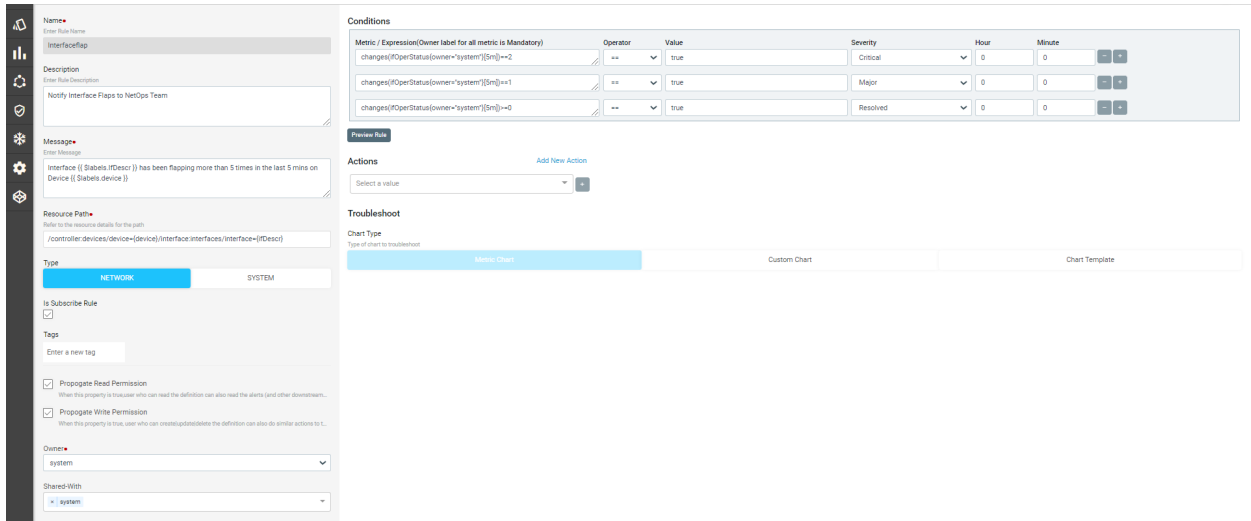 Name
Enter Rule Name
Interfaceflap
Description
Enter Rule Description
Notify Interface Flaps to NetOps Team
Message
Enter Message
Interface {{ $labels.ifDescr }} has been flapping more than 5 times in the last 5 mins on
Device {{ $labels.device }}
Resource Path
Refer to the resource details for the path
/controller:devices/device={device}/interface:interfaces/interface={ifDescr}
Type
NETWORK SYSTEM
Is Subscribe Rule
Tags
Enter a new tag
Propogate Read Permission
When this property is true,user who can read the definition can also read the alerts (and other downstream...
Propogate Write Permission
When this property is true, user who can create/update/delete the definition can also do similar actions to t...
Owner
system
Shared-With
× system
Conditions
Metric / Expression(Owner label for all metric is Mandatory) Operator Value Severity Hour Minute
changes(ifOperStatus{owner="system"}[5m])==2 == true Critical 0 0 − +
changes(ifOperStatus{owner="system"}[5m])==1 == true Major 0 0 − +
changes(ifOperStatus{owner="system"}[5m])>=0 == true Resolved 0 0 − +
Preview Rule
Actions Add New Action
Select a value +
Troubleshoot
Chart Type
Type of chart to troubleshoot
Metric Chart Custom Chart Chart Template